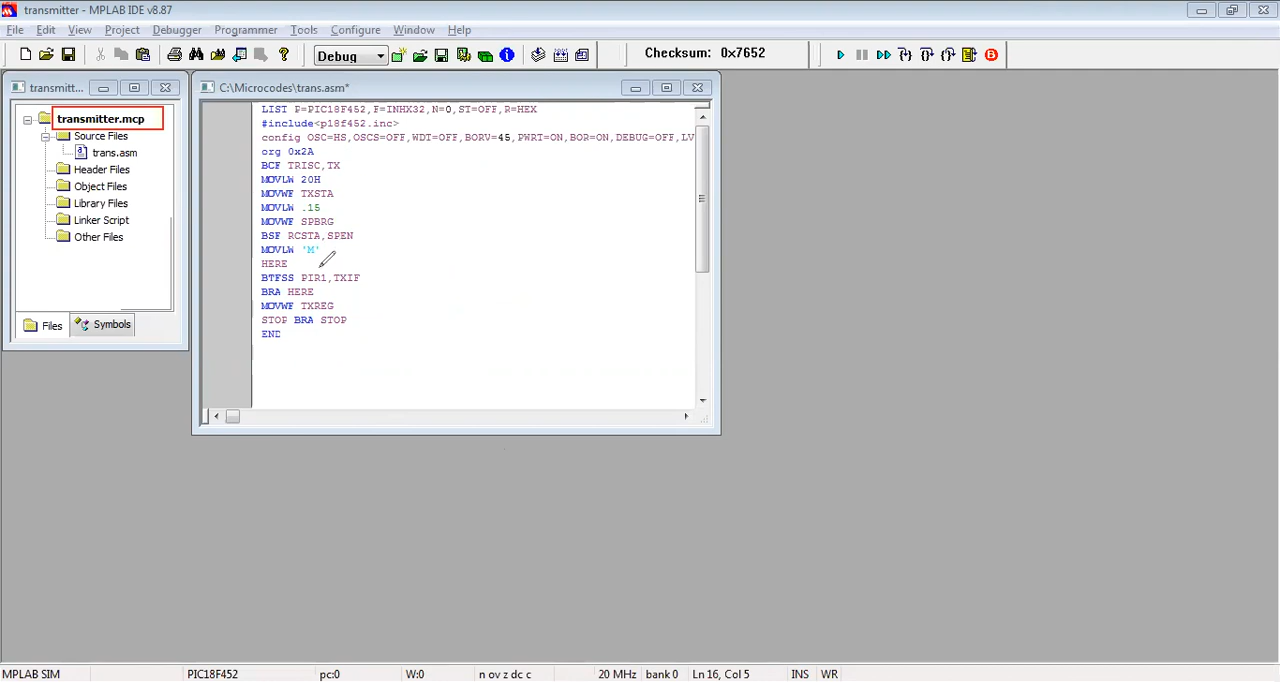 transmitter - MPLAB IDE v8.87
File Edit View Project Debugger Programmer Tools Configure Window Help
Debug
Checksum: 0x7652
transmitt...
transmitter.mcp
Source Files
trans.asm
Header Files
Object Files
Library Files
Linker Script
Other Files
Files Symbols
C:\Microcodes\trans.asm*
LIST P=PIC18F452,F=INHX32,N=0,ST=OFF,R=HEX
#include<p18f452.inc>
config OSC=HS,OSCS=OFF,WDT=OFF,BORV=45,PWRT=ON,BOR=ON,DEBUG=OFF,LV
org 0x2A
BCF TRISC,TX
MOVLW 20H
MOVWF TXSTA
MOVLW .15
MOVWF SPBRG
BSF RCSTA,SPEN
MOVLW 'M'
HERE
BTFSS PIR1,TXIF
BRA HERE
MOVWF TXREG
STOP BRA STOP
END
MPLAB SIM PIC18F452 pc:0 W:0 n ov z dc c 20 MHz bank 0 Ln 16, Col 5 INS WR